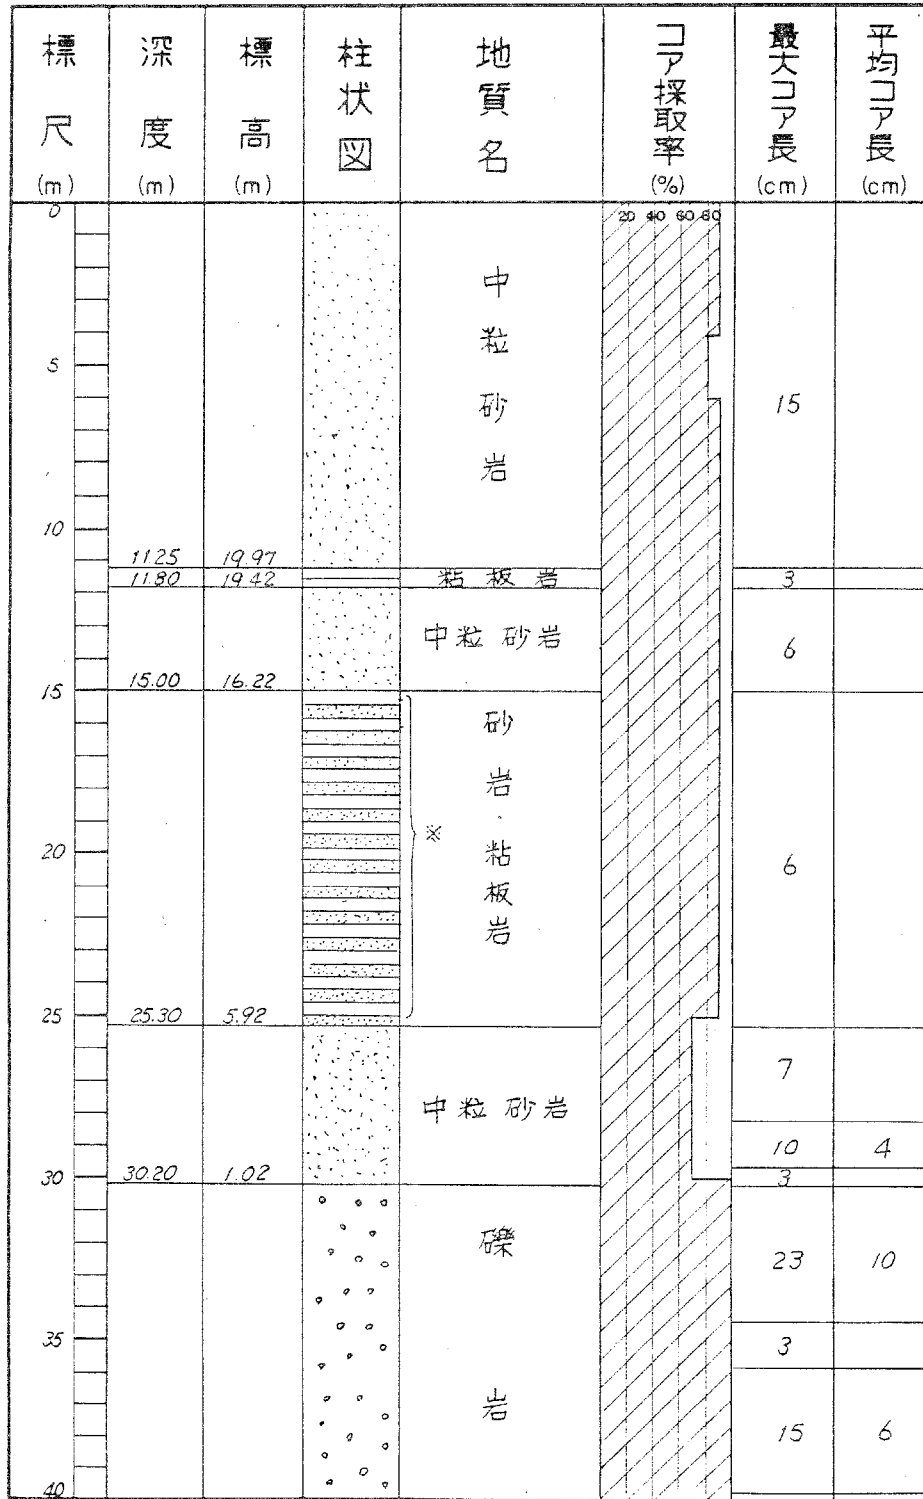 標尺(m) 深度(m) 標高(m) 柱状図 地質名 コア採取率(%) 最大コア長(cm) 平均コア長(cm)
0 20 40 60 80
中粒砂岩
5
15
10
11.25 19.97
11.80 19.42 粘板岩 3
中粒砂岩 6
15 15.00 16.22
砂岩・粘板岩
※
20
6
25 25.30 5.92
7
中粒砂岩
10 4
30 30.20 1.02 3
礫岩
23 10
35
3
15 6
40